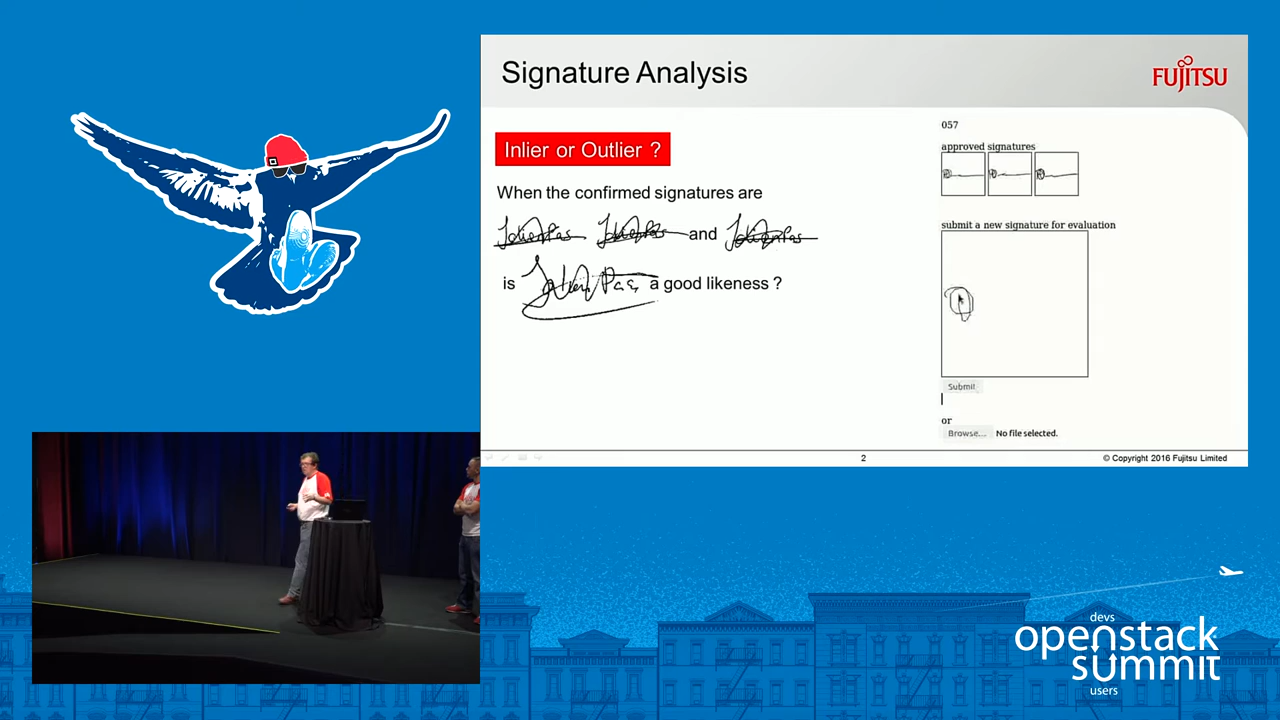 Signature Analysis
FUJITSU
Inlier or Outlier ?
When the confirmed signatures are
and
is a good likeness ?
057
approved signatures
submit a new signature for evaluation
Submit
or
Browse... No file selected.
2
© Copyright 2016 Fujitsu Limited
devs
openstack
summit
users